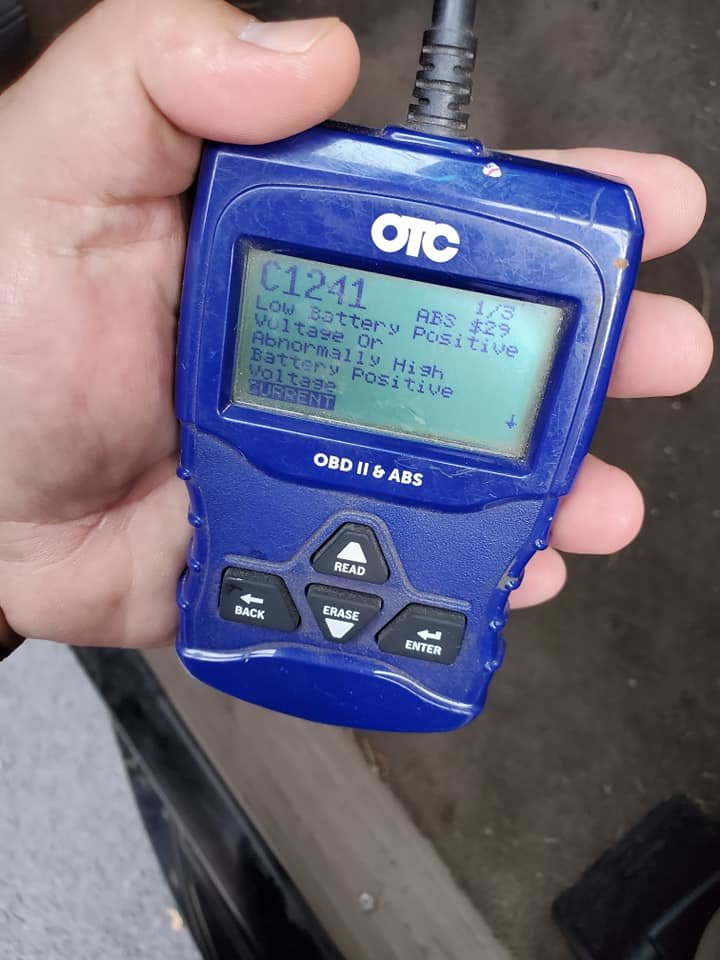 OTC
C1241 1/3
ABS $29
Low Battery Positive
Voltage Or
Abnormally High
Battery Positive
Voltage
CURRENT
OBD II & ABS
READ
BACK
ERASE
ENTER